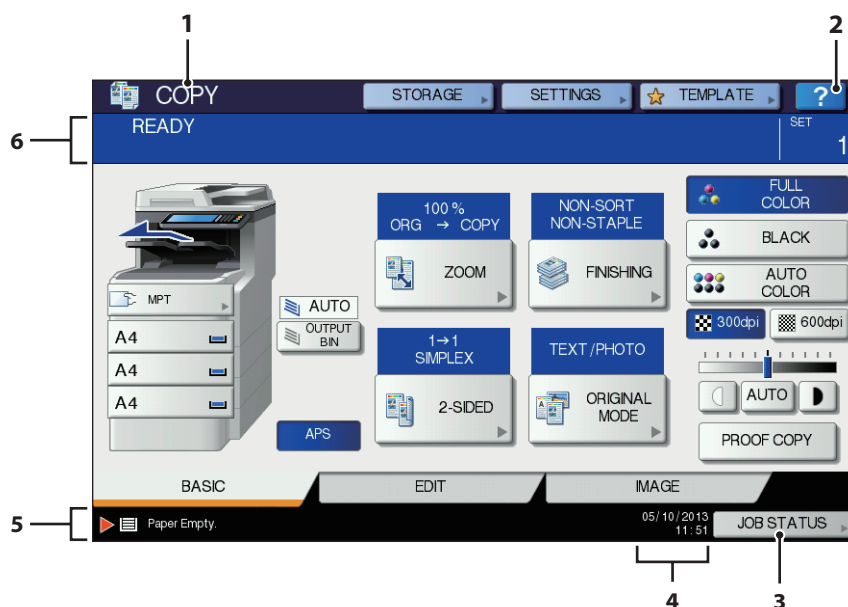 1
2
COPY
STORAGE
SETTINGS
TEMPLATE
?
6
READY
SET
1
100 %
ORG → COPY
ZOOM
NON-SORT
NON-STAPLE
FINISHING
FULL
COLOR
BLACK
AUTO
COLOR
300dpi
600dpi
MPT
A4
A4
A4
AUTO
OUTPUT
BIN
APS
1→1
SIMPLEX
2-SIDED
TEXT/PHOTO
ORIGINAL
MODE
AUTO
PROOF COPY
BASIC
EDIT
IMAGE
5
Paper Empty.
05/10/2013
11:51
JOB STATUS
4
3